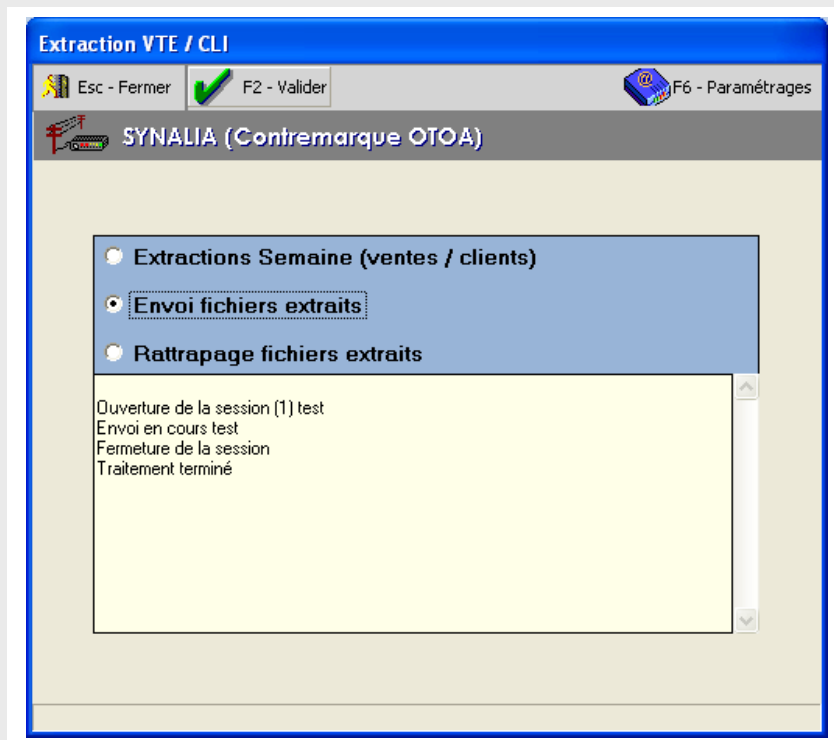 Extraction VTE / CLI
Esc - Fermer F2 - Valider F6 - Paramétrages
SYNALIA (Contremarque OTOA)
Extractions Semaine (ventes / clients)
Envoi fichiers extraits
Rattrapage fichiers extraits
Ouverture de la session (1) test
Envoi en cours test
Fermeture de la session
Traitement terminé